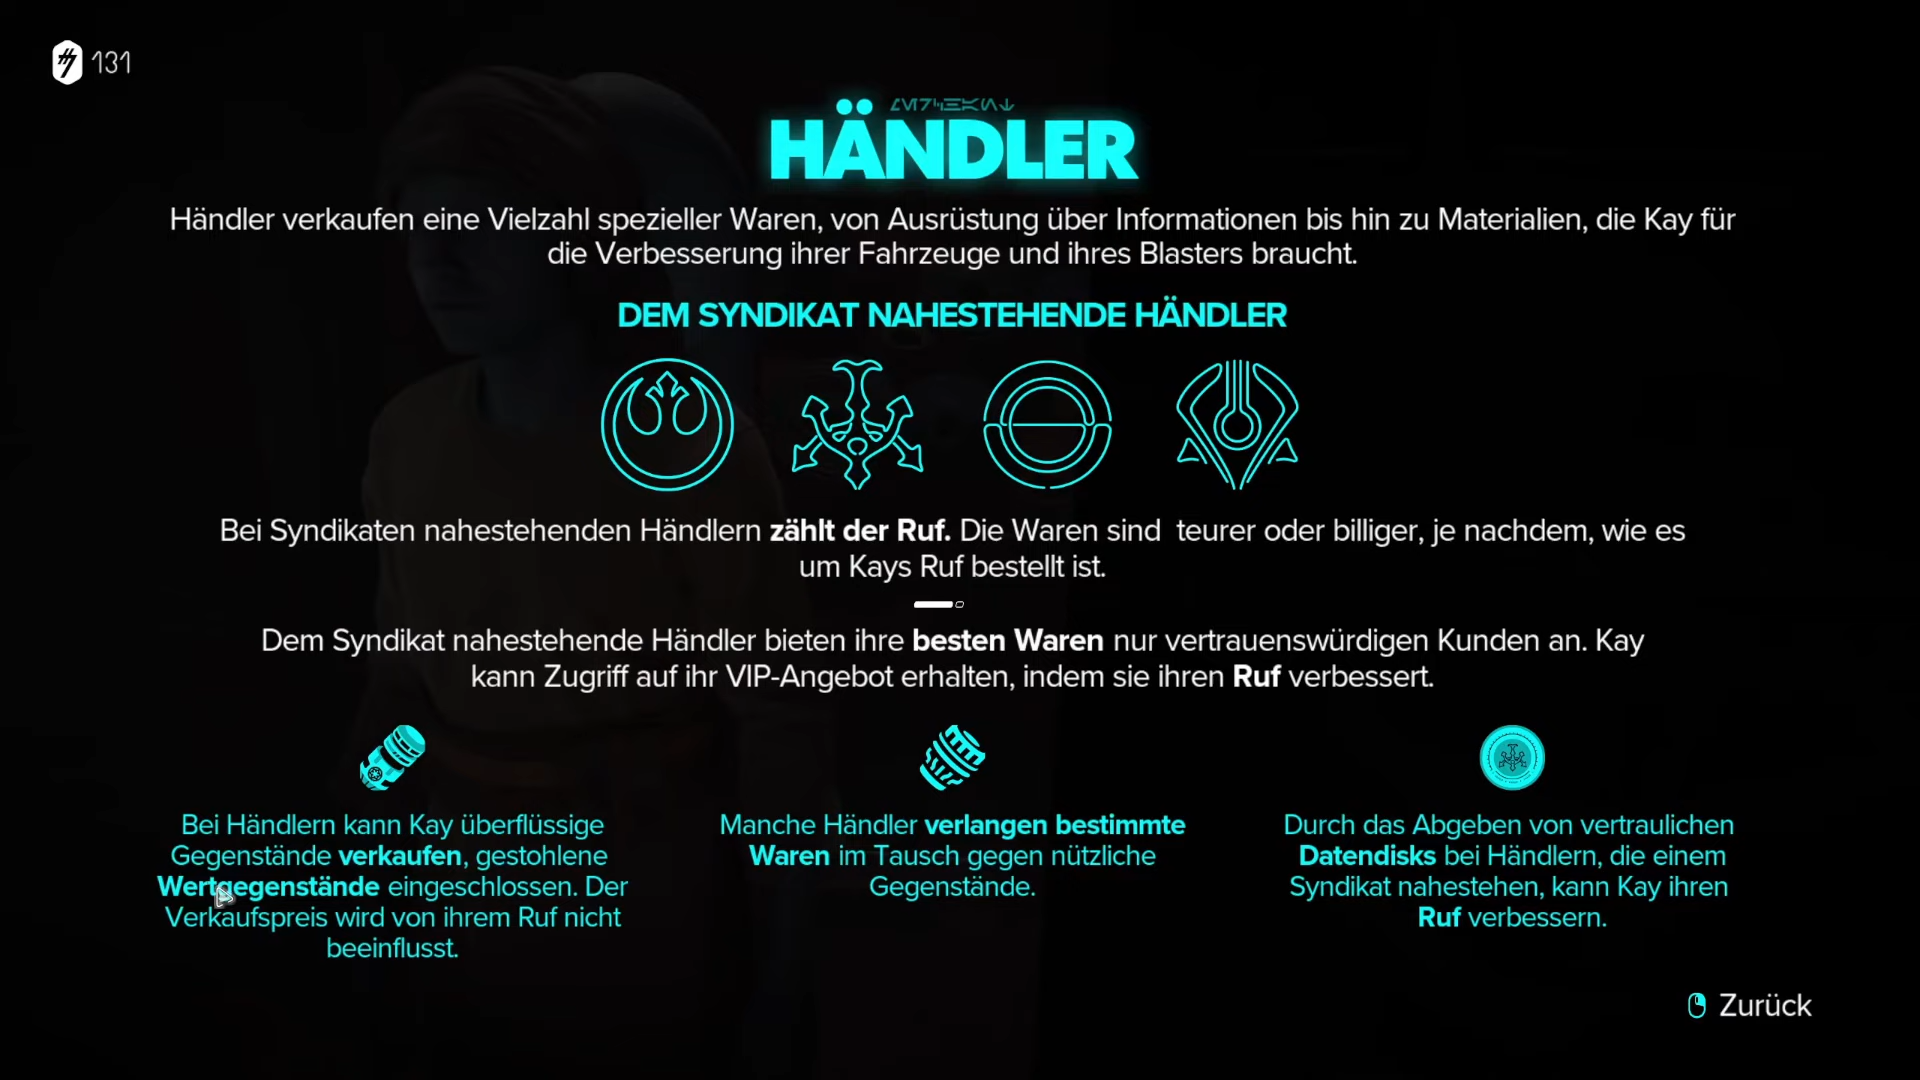 131
HÄNDLER
Händler verkaufen eine Vielzahl spezieller Waren, von Ausrüstung über Informationen bis hin zu Materialien, die Kay für
die Verbesserung ihrer Fahrzeuge und ihres Blasters braucht.
DEM SYNDIKAT NAHESTEHENDE HÄNDLER
Bei Syndikaten nahestehenden Händlern zählt der Ruf. Die Waren sind  teurer oder billiger, je nachdem, wie es
um Kays Ruf bestellt ist.
Dem Syndikat nahestehende Händler bieten ihre besten Waren nur vertrauenswürdigen Kunden an. Kay
kann Zugriff auf ihr VIP-Angebot erhalten, indem sie ihren Ruf verbessert.
Bei Händlern kann Kay überflüssige
Gegenstände verkaufen, gestohlene
Wertgegenstände eingeschlossen. Der
Verkaufspreis wird von ihrem Ruf nicht
beeinflusst.
Manche Händler verlangen bestimmte
Waren im Tausch gegen nützliche
Gegenstände.
Durch das Abgeben von vertraulichen
Datendisks bei Händlern, die einem
Syndikat nahestehen, kann Kay ihren
Ruf verbessern.
Zurück